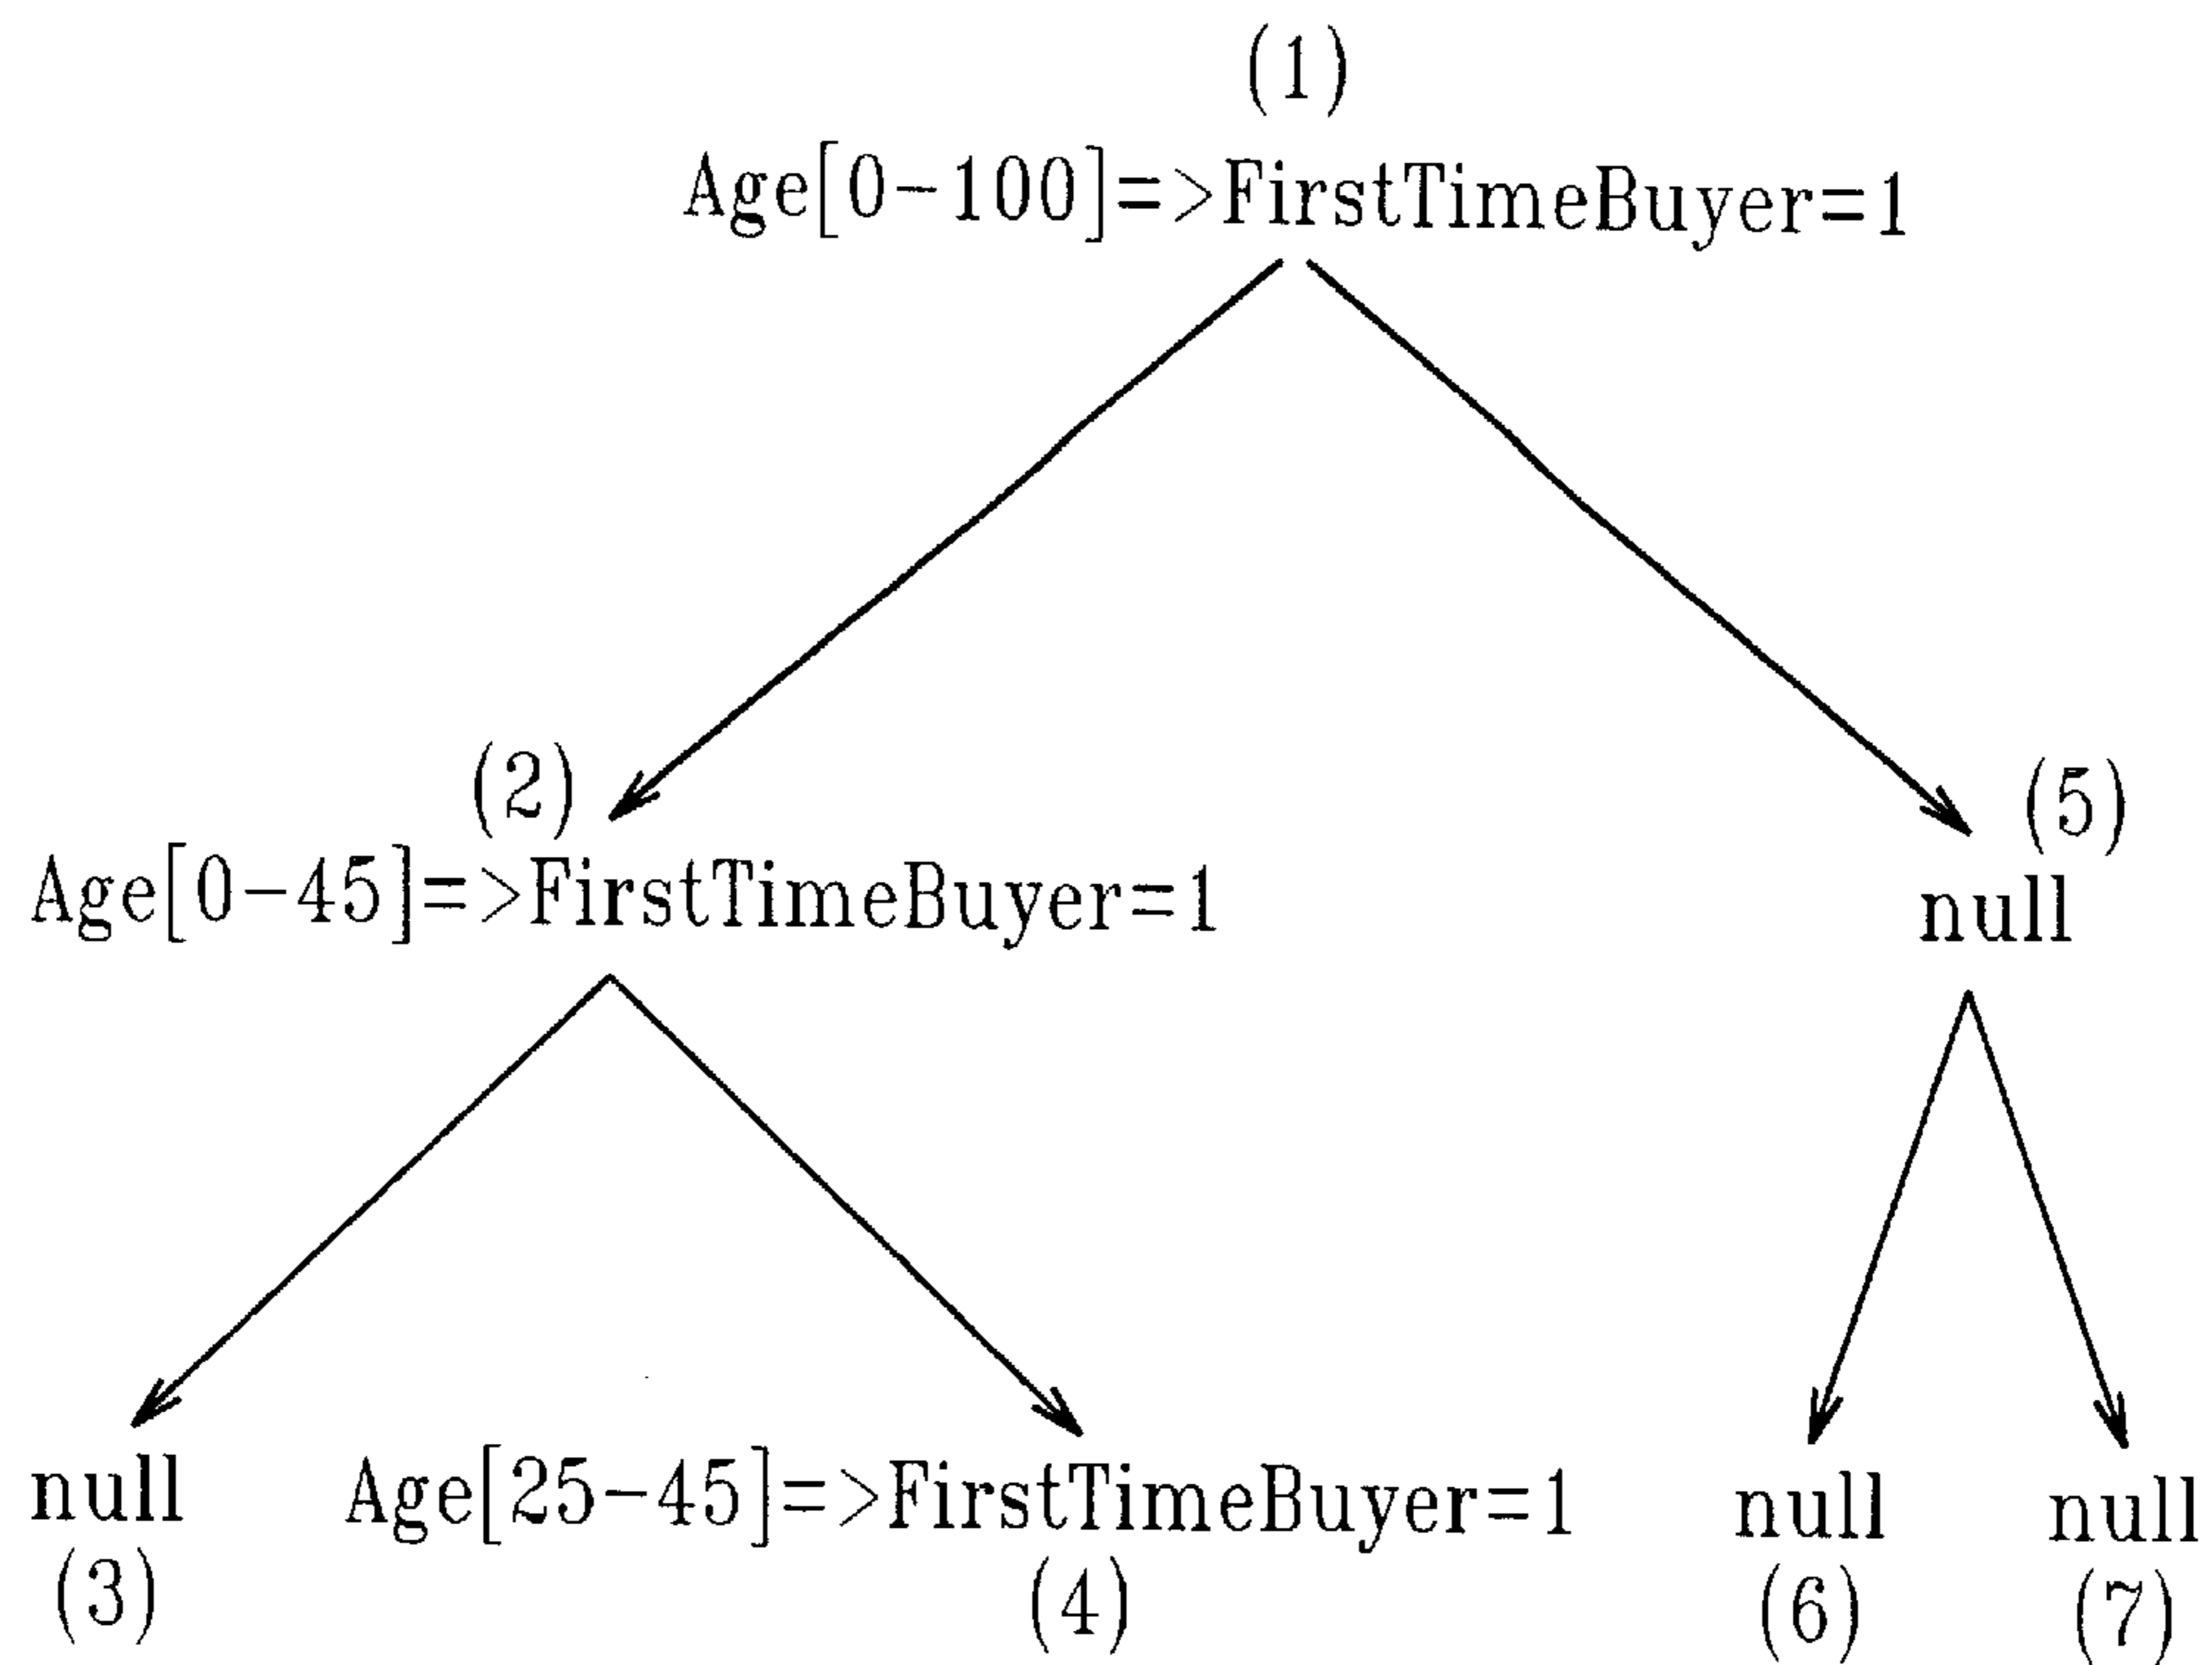 (1)
Age[0-100]=>FirstTimeBuyer=1
(2)
(5)
Age[0-45]=>FirstTimeBuyer=1
null
null
Age[25-45]=>FirstTimeBuyer=1
null
null
(3)
(4)
(6)
(7)